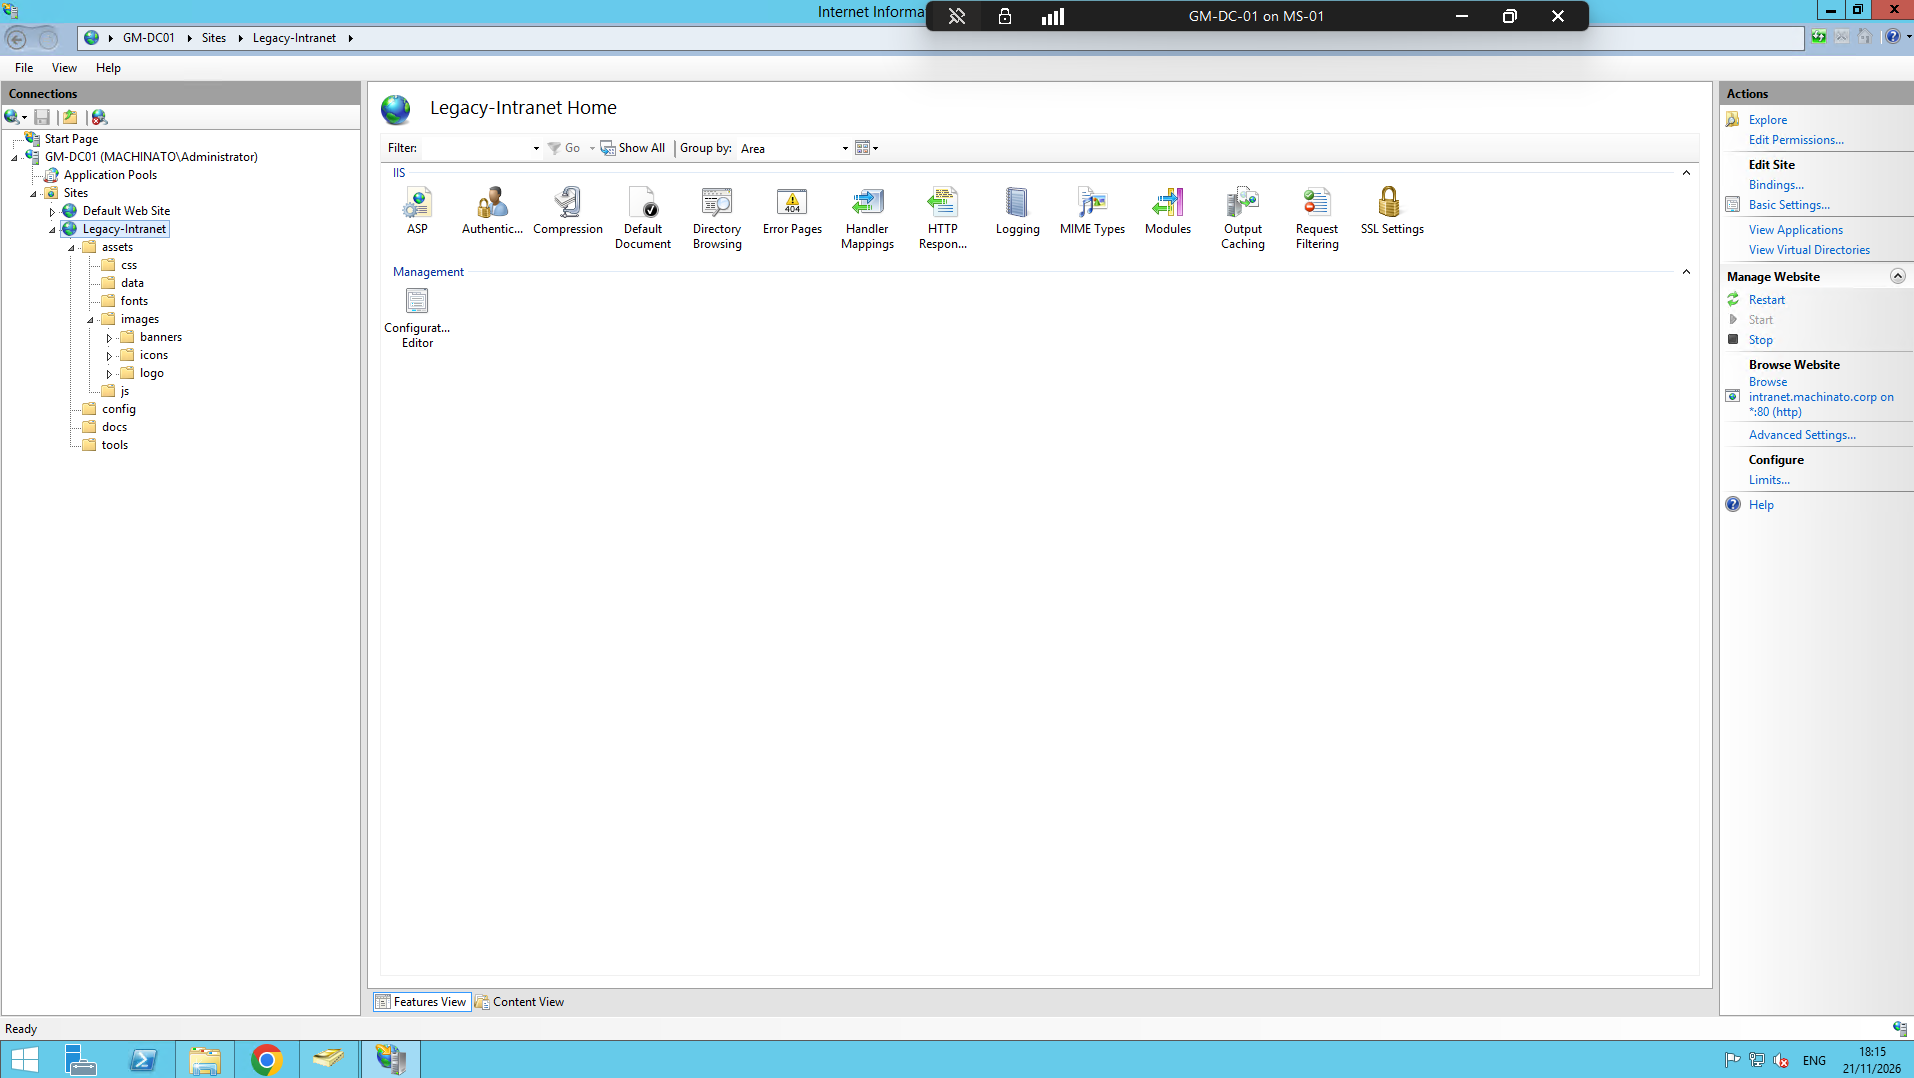 Internet Informa
GM-DC-01 on MS-01
GM-DC01
Sites
Legacy-Intranet
File
View
Help
Connections
Start Page
GM-DC01 (MACHINATO\Administrator)
Application Pools
Sites
Default Web Site
Legacy-Intranet
assets
css
data
fonts
images
banners
icons
logo
js
config
docs
tools
Legacy-Intranet Home
Filter:
Go
Show All
Group by:
Area
IIS
ASP
Authentic...
Compression
Default
Document
Directory
Browsing
404
Error Pages
Handler
Mappings
HTTP
Respon...
Logging
MIME Types
Modules
Output
Caching
Request
Filtering
SSL Settings
Management
Configurat...
Editor
Features View
Content View
Actions
Explore
Edit Permissions...
Edit Site
Bindings...
Basic Settings...
View Applications
View Virtual Directories
Manage Website
Restart
Start
Stop
Browse Website
Browse
intranet.machinato.corp on
*:80 (http)
Advanced Settings...
Configure
Limits...
Help
Ready
ENG
18:15
21/11/2026